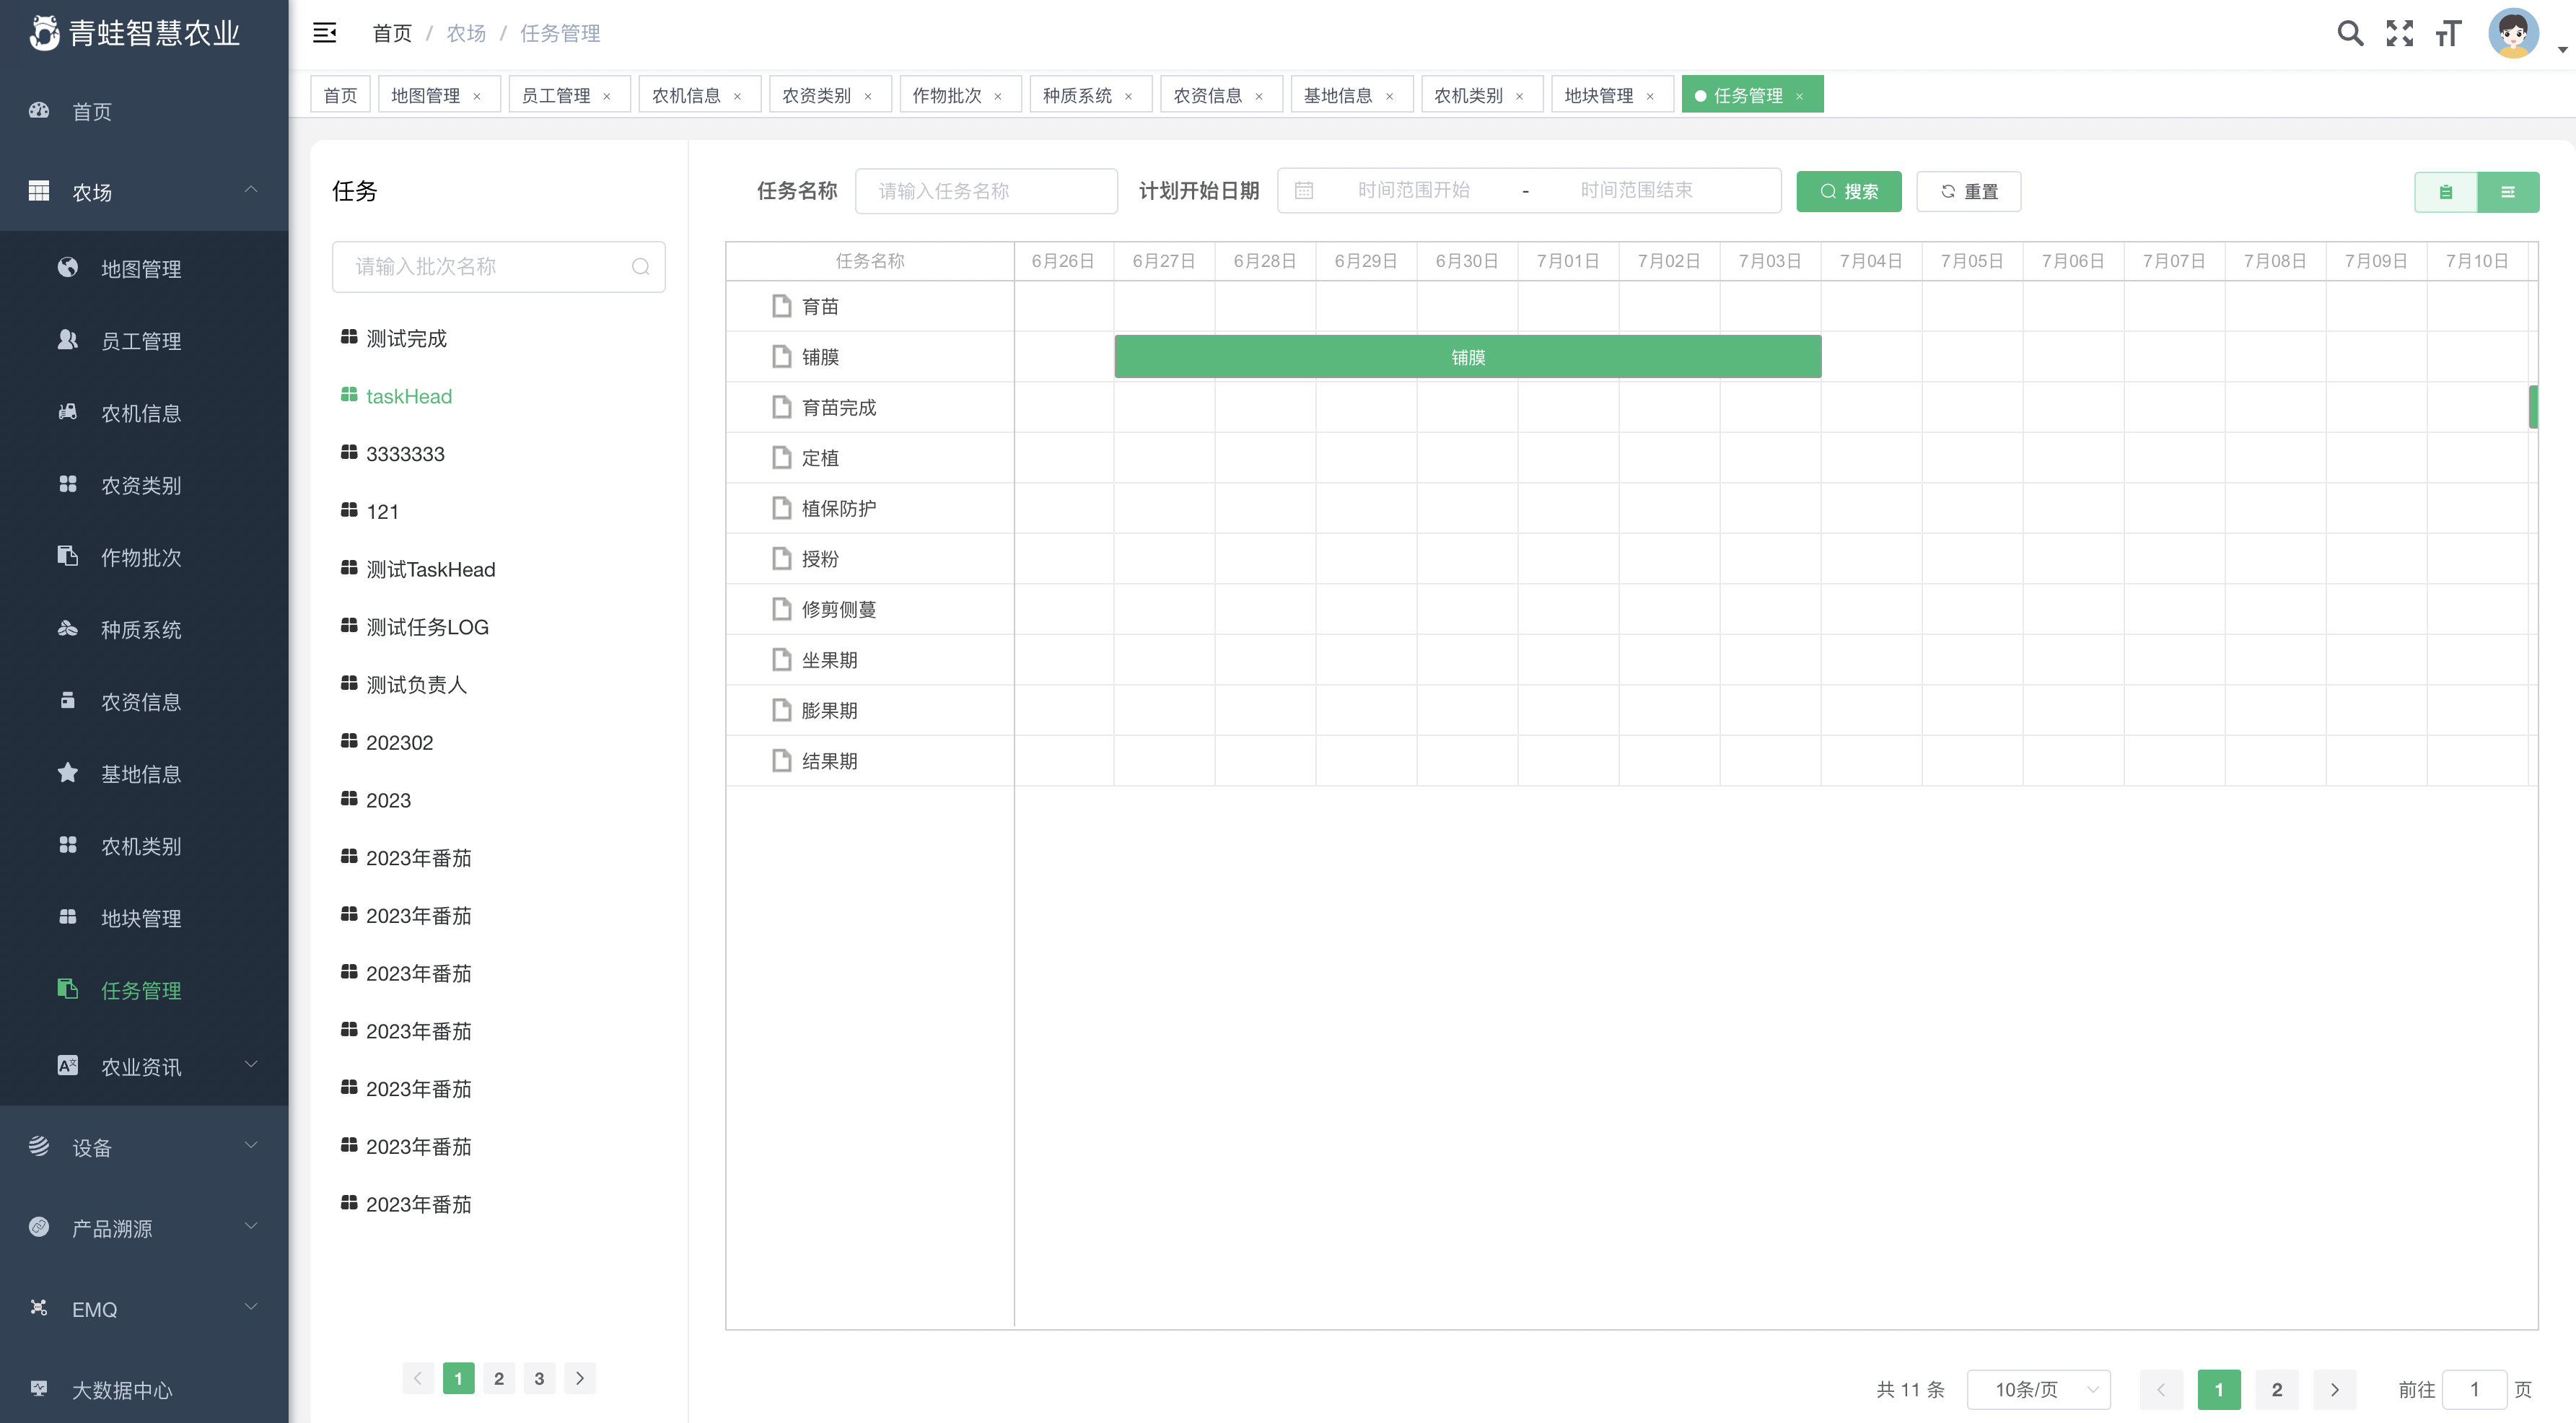 青蛙智慧农业
首页
农场
地图管理
员工管理
农机信息
农资类别
作物批次
种质系统
农资信息
基地信息
农机类别
地块管理
任务管理
农业资讯
设备
产品溯源
EMQ
大数据中心
首页 / 农场 / 任务管理
首页 地图管理 × 员工管理 × 农机信息 × 农资类别 × 作物批次 × 种质系统 × 农资信息 × 基地信息 × 农机类别 × 地块管理 × 任务管理 ×
任务
请输入批次名称
测试完成
taskHead
3333333
121
测试TaskHead
测试任务LOG
测试负责人
202302
2023
2023年番茄
2023年番茄
2023年番茄
2023年番茄
2023年番茄
2023年番茄
2023年番茄
1 2 3
任务名称 请输入任务名称 计划开始日期 时间范围开始 - 时间范围结束 搜索 重置
任务名称 6月26日 6月27日 6月28日 6月29日 6月30日 7月01日 7月02日 7月03日 7月04日 7月05日 7月06日 7月07日 7月08日 7月09日 7月10日
育苗
铺膜 铺膜
育苗完成
定植
植保防护
授粉
修剪侧蔓
坐果期
膨果期
结果期
共 11 条 10条/页 1 2 前往 1 页